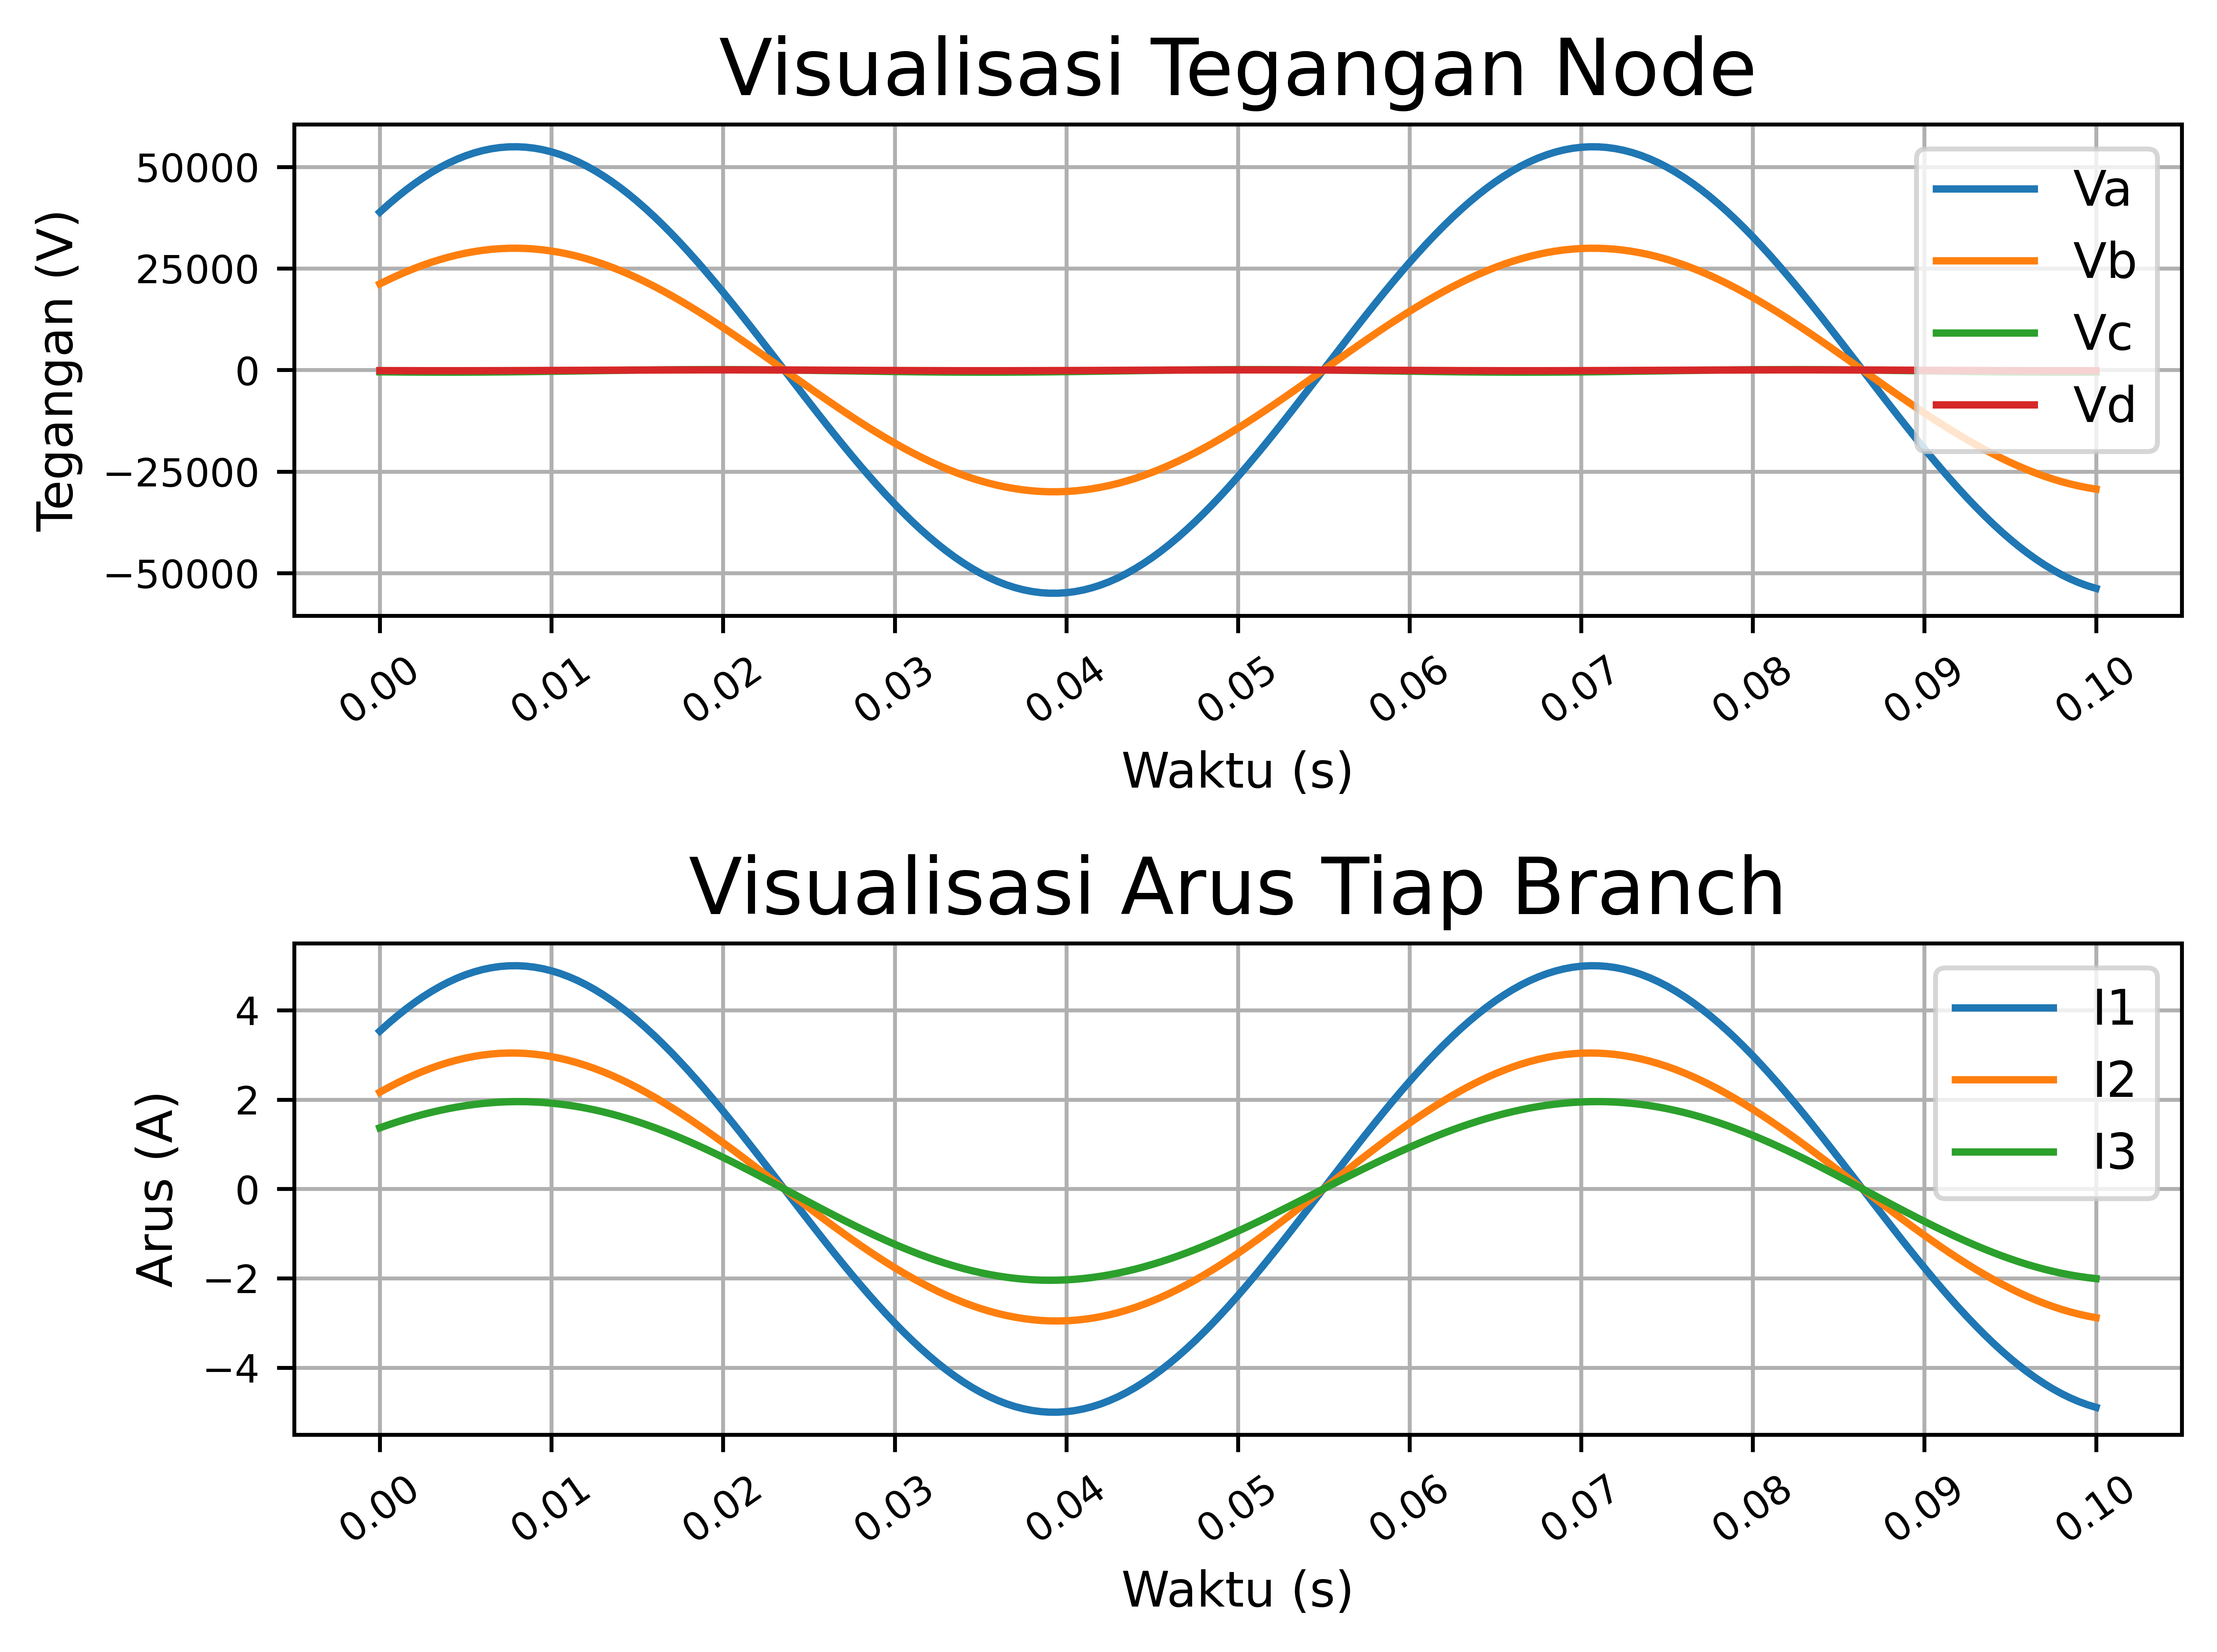 Visualisasi Tegangan Node
Tegangan (V)
50000
25000
0
−25000
−50000
Va
Vb
Vc
Vd
0.00 0.01 0.02 0.03 0.04 0.05 0.06 0.07 0.08 0.09 0.10
Waktu (s)
Visualisasi Arus Tiap Branch
Arus (A)
4
2
0
−2
−4
I1
I2
I3
0.00 0.01 0.02 0.03 0.04 0.05 0.06 0.07 0.08 0.09 0.10
Waktu (s)